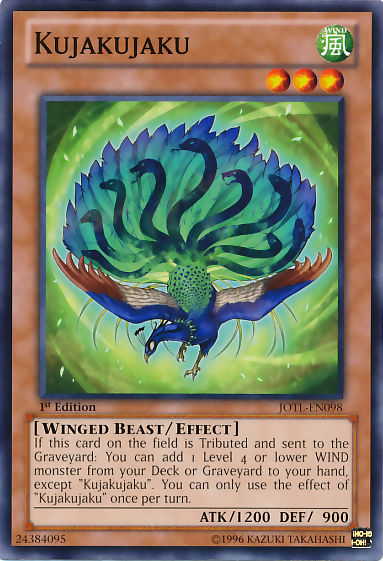 KUJAKUJAKU
WIND
風
1st Edition
JOTL-EN098
[WINGED BEAST/EFFECT]
If this card on the field is Tributed and sent to the
Graveyard: You can add 1 Level 4 or lower WIND
monster from your Deck or Graveyard to your hand,
except "Kujakujaku". You can only use the effect of
"Kujakujaku" once per turn.
ATK/1200 DEF/ 900
24384095
©1996 KAZUKI TAKAHASHI